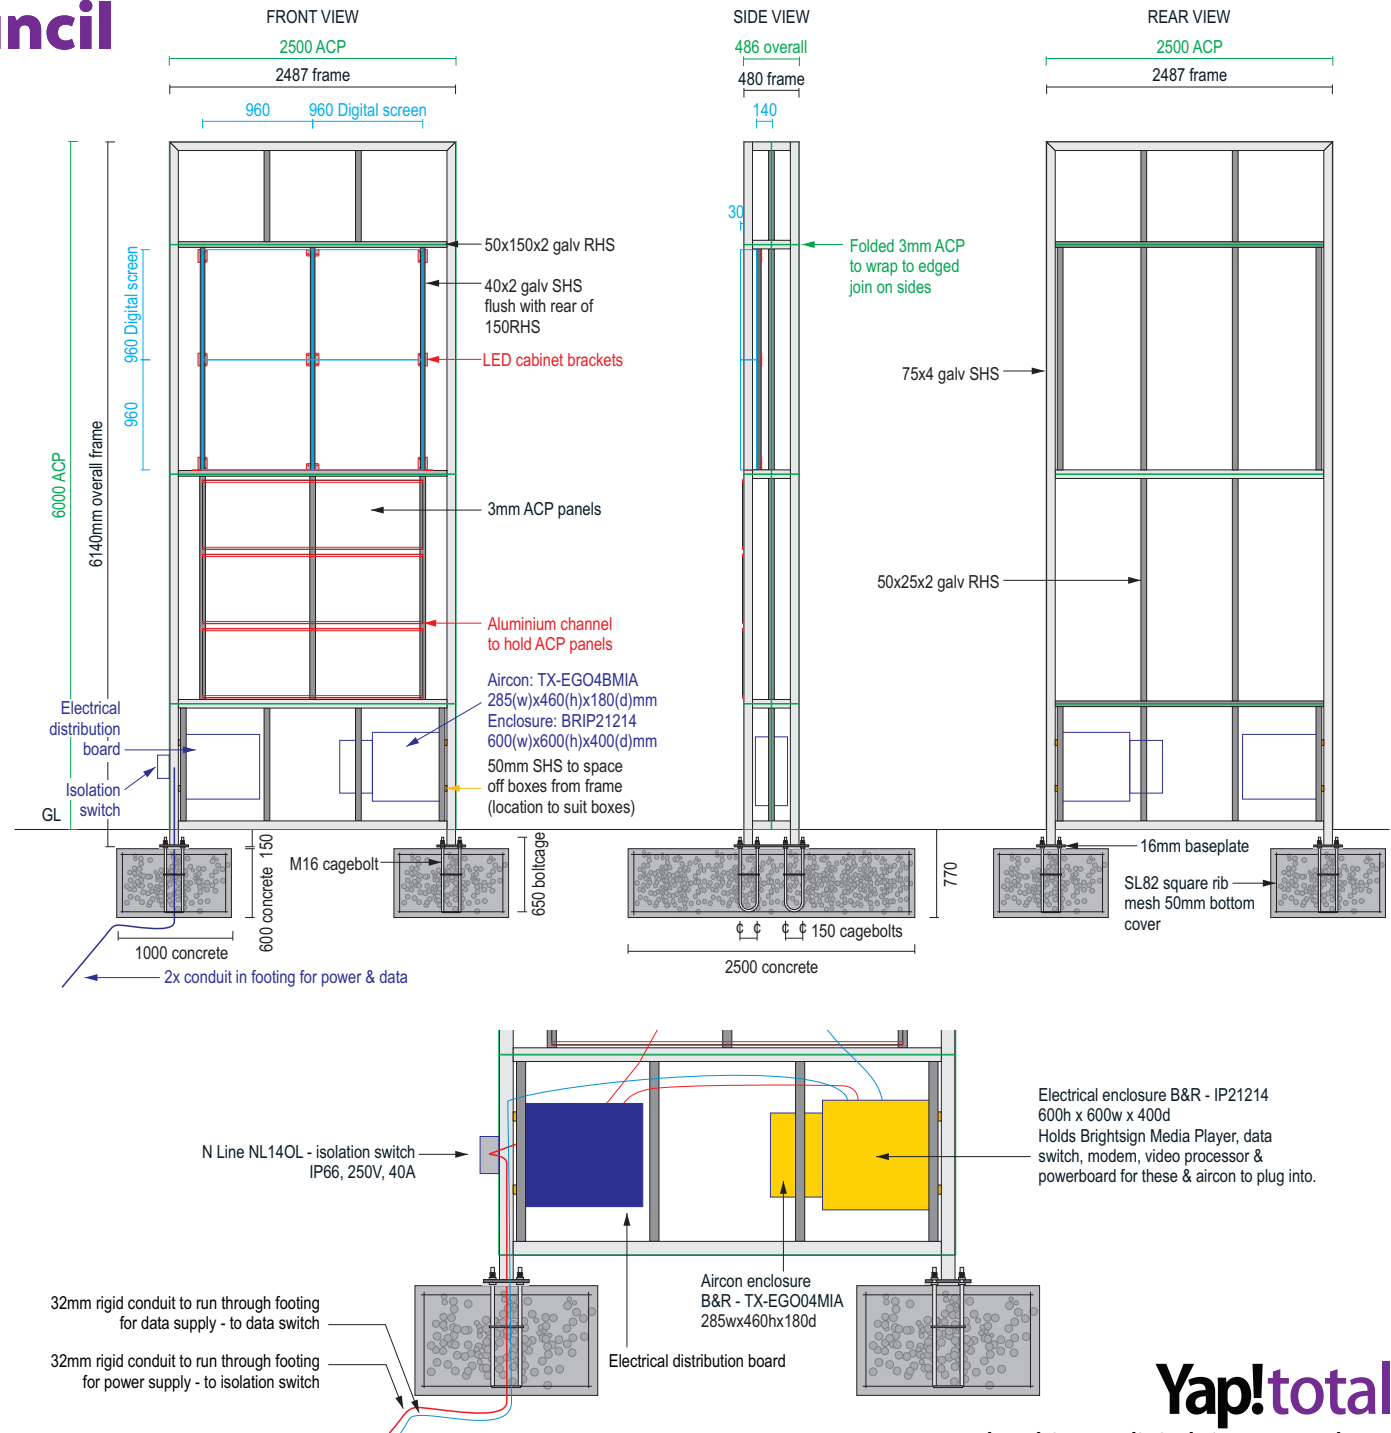 uncil
FRONT VIEW
2500 ACP
2487 frame
960
960 Digital screen
SIDE VIEW
486 overall
480 frame
140
REAR VIEW
2500 ACP
2487 frame
30
50x150x2 galv RHS
40x2 galv SHS
flush with rear of
150RHS
LED cabinet brackets
960 Digital screen
960
6000 ACP
6140mm overall frame
Folded 3mm ACP
to wrap to edged
join on sides
75x4 galv SHS
3mm ACP panels
50x25x2 galv RHS
Aluminium channel
to hold ACP panels
Aircon: TX-EGO4BMIA
285(w)x460(h)x180(d)mm
Enclosure: BRIP21214
600(w)x600(h)x400(d)mm
50mm SHS to space
off boxes from frame
(location to suit boxes)
Electrical
distribution
board
Isolation
switch
GL
M16 cagebolt
150
600 concrete
650 boltcage
1000 concrete
2x conduit in footing for power & data
770
¢ ¢ ¢ ¢ 150 cagebolts
2500 concrete
16mm baseplate
SL82 square rib
mesh 50mm bottom
cover
N Line NL14OL - isolation switch
IP66, 250V, 40A
Electrical enclosure B&R - IP21214
600h x 600w x 400d
Holds Brightsign Media Player, data
switch, modem, video processor &
powerboard for these & aircon to plug into.
Aircon enclosure
B&R - TX-EGO04MIA
285wx460hx180d
Electrical distribution board
32mm rigid conduit to run through footing
for data supply - to data switch
32mm rigid conduit to run through footing
for power supply - to isolation switch
Yap!total